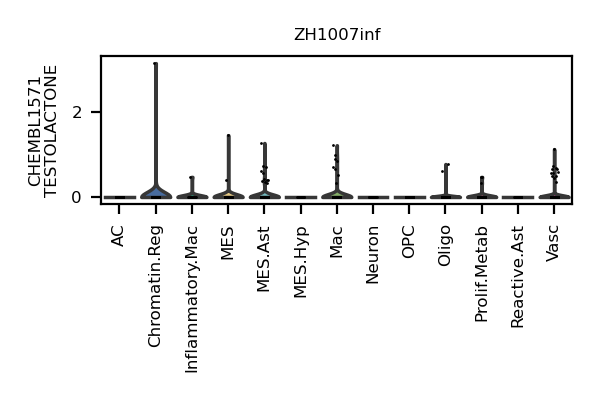 ZH1007inf
CHEMBL1571
TESTOLACTONE
2
0
AC
Chromatin.Reg
Inflammatory.Mac
MES
MES.Ast
MES.Hyp
Mac
Neuron
OPC
Oligo
Prolif.Metab
Reactive.Ast
Vasc